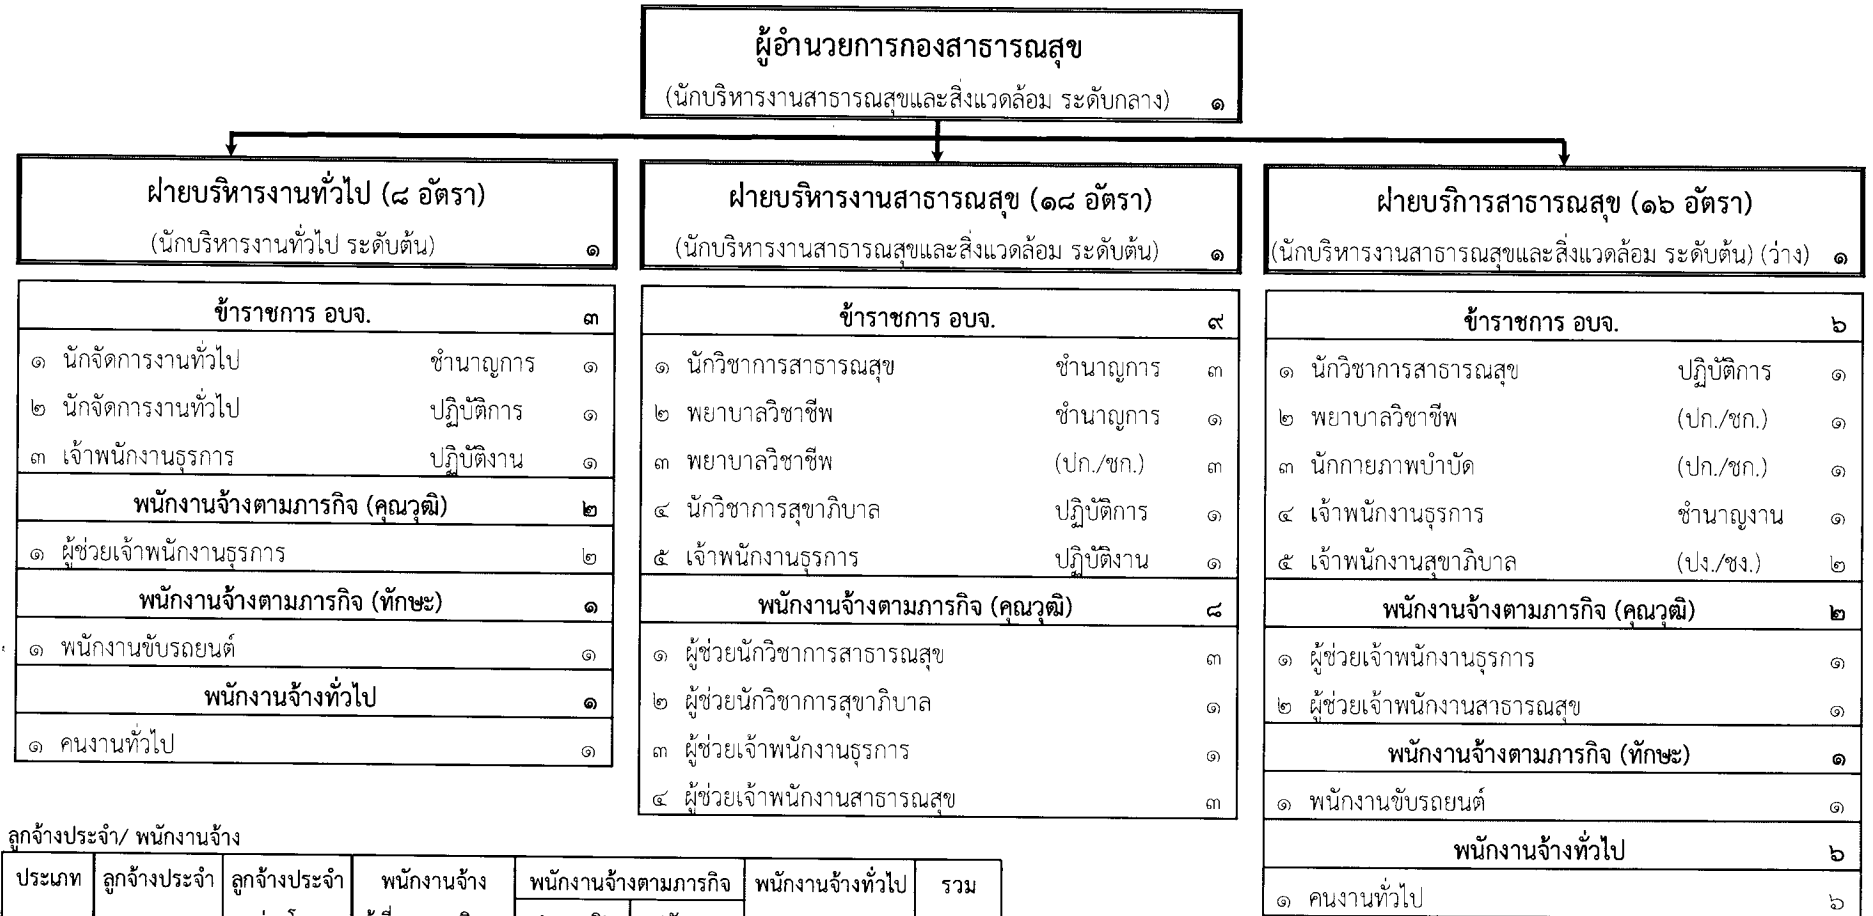 ผู้อำนวยการกองสาธารณสุข
(นักบริหารงานสาธารณสุขและสิ่งแวดล้อม ระดับกลาง) ๑
ฝ่ายบริหารงานทั่วไป (๘ อัตรา)
(นักบริหารงานทั่วไป ระดับต้น) ๑
ข้าราชการ อบจ. ๓
๑ นักจัดการงานทั่วไป ชำนาญการ ๑
๒ นักจัดการงานทั่วไป ปฏิบัติการ ๑
๓ เจ้าพนักงานธุรการ ปฏิบัติงาน ๑
พนักงานจ้างตามภารกิจ (คุณวุฒิ) ๒
๑ ผู้ช่วยเจ้าพนักงานธุรการ ๒
พนักงานจ้างตามภารกิจ (ทักษะ) ๑
๑ พนักงานขับรถยนต์ ๑
พนักงานจ้างทั่วไป ๑
๑ คนงานทั่วไป ๑
ฝ่ายบริหารงานสาธารณสุข (๑๘ อัตรา)
(นักบริหารงานสาธารณสุขและสิ่งแวดล้อม ระดับต้น) ๑
ข้าราชการ อบจ. ๙
๑ นักวิชาการสาธารณสุข ชำนาญการ ๓
๒ พยาบาลวิชาชีพ ชำนาญการ ๑
๓ พยาบาลวิชาชีพ (ปก./ชก.) ๓
๔ นักวิชาการสุขาภิบาล ปฏิบัติการ ๑
๕ เจ้าพนักงานธุรการ ปฏิบัติงาน ๑
พนักงานจ้างตามภารกิจ (คุณวุฒิ) ๘
๑ ผู้ช่วยนักวิชาการสาธารณสุข ๓
๒ ผู้ช่วยนักวิชาการสุขาภิบาล ๑
๓ ผู้ช่วยเจ้าพนักงานธุรการ ๑
๔ ผู้ช่วยเจ้าพนักงานสาธารณสุข ๓
ฝ่ายบริการสาธารณสุข (๑๖ อัตรา)
(นักบริหารงานสาธารณสุขและสิ่งแวดล้อม ระดับต้น) (ว่าง) ๑
ข้าราชการ อบจ. ๖
๑ นักวิชาการสาธารณสุข ปฏิบัติการ ๑
๒ พยาบาลวิชาชีพ (ปก./ชก.) ๑
๓ นักกายภาพบำบัด (ปก./ชก.) ๑
๔ เจ้าพนักงานธุรการ ชำนาญงาน ๑
๕ เจ้าพนักงานสุขาภิบาล (ปง./ชง.) ๒
พนักงานจ้างตามภารกิจ (คุณวุฒิ) ๒
๑ ผู้ช่วยเจ้าพนักงานธุรการ ๑
๒ ผู้ช่วยเจ้าพนักงานสาธารณสุข ๑
พนักงานจ้างตามภารกิจ (ทักษะ) ๑
๑ พนักงานขับรถยนต์ ๑
พนักงานจ้างทั่วไป ๖
๑ คนงานทั่วไป ๖
ลูกจ้างประจำ/ พนักงานจ้าง
ประเภท ลูกจ้างประจำ ลูกจ้างประจำ พนักงานจ้าง พนักงานจ้างตามภารกิจ พนักงานจ้างทั่วไป รวม